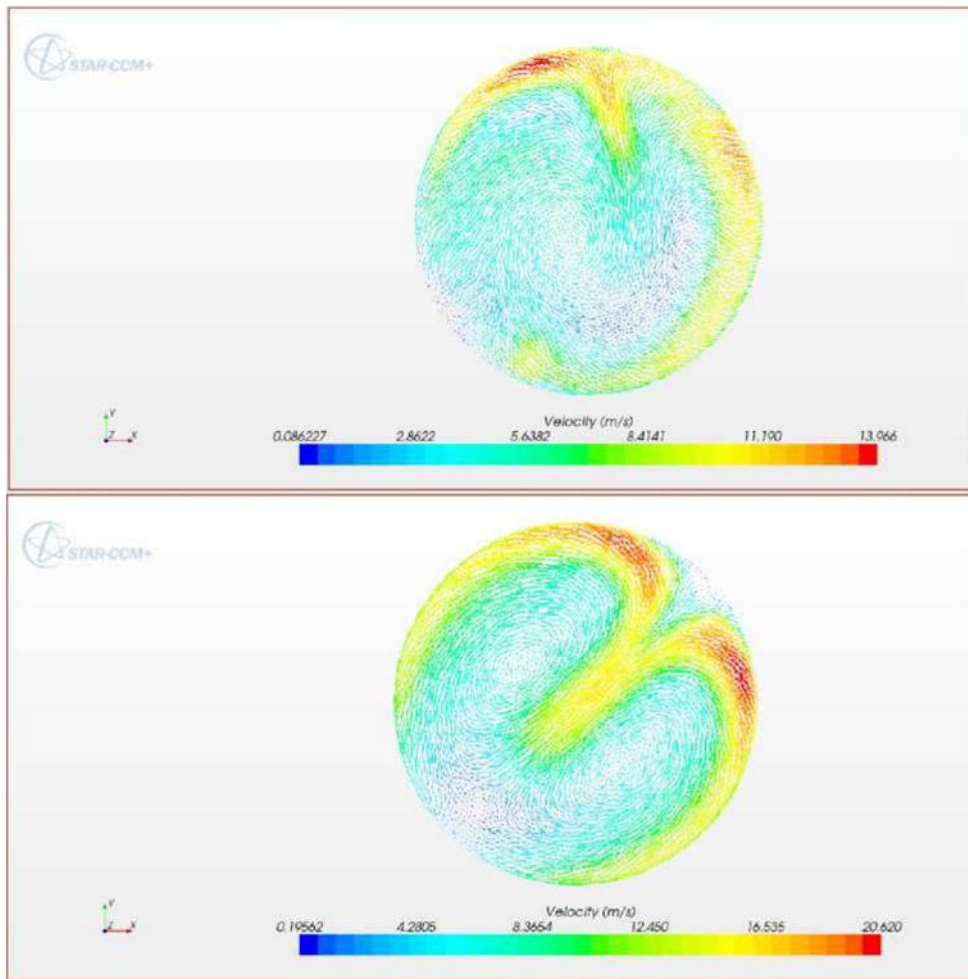 STAR-CCM+
Y
Z X
Velocity (m/s)
0.086227 2.8622 5.6382 8.4141 11.190 13.966
STAR-CCM+
Y
Z X
Velocity (m/s)
0.19562 4.2805 8.3654 12.450 16.535 20.620